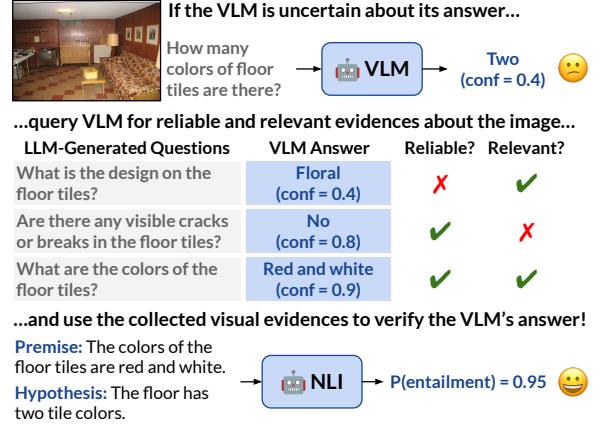 If the VLM is uncertain about its answer...
How many
colors of floor
tiles are there?
VLM
Two
(conf = 0.4)
...query VLM for reliable and relevant evidences about the image...
LLM-Generated Questions VLM Answer Reliable? Relevant?
What is the design on the
floor tiles?
Floral
(conf = 0.4)
✗ ✔
Are there any visible cracks
or breaks in the floor tiles?
No
(conf = 0.8)
✔ ✗
What are the colors of the
floor tiles?
Red and white
(conf = 0.9)
✔ ✔
...and use the collected visual evidences to verify the VLM's answer!
Premise: The colors of the
floor tiles are red and white.
Hypothesis: The floor has
two tile colors.
NLI
P(entailment) = 0.95